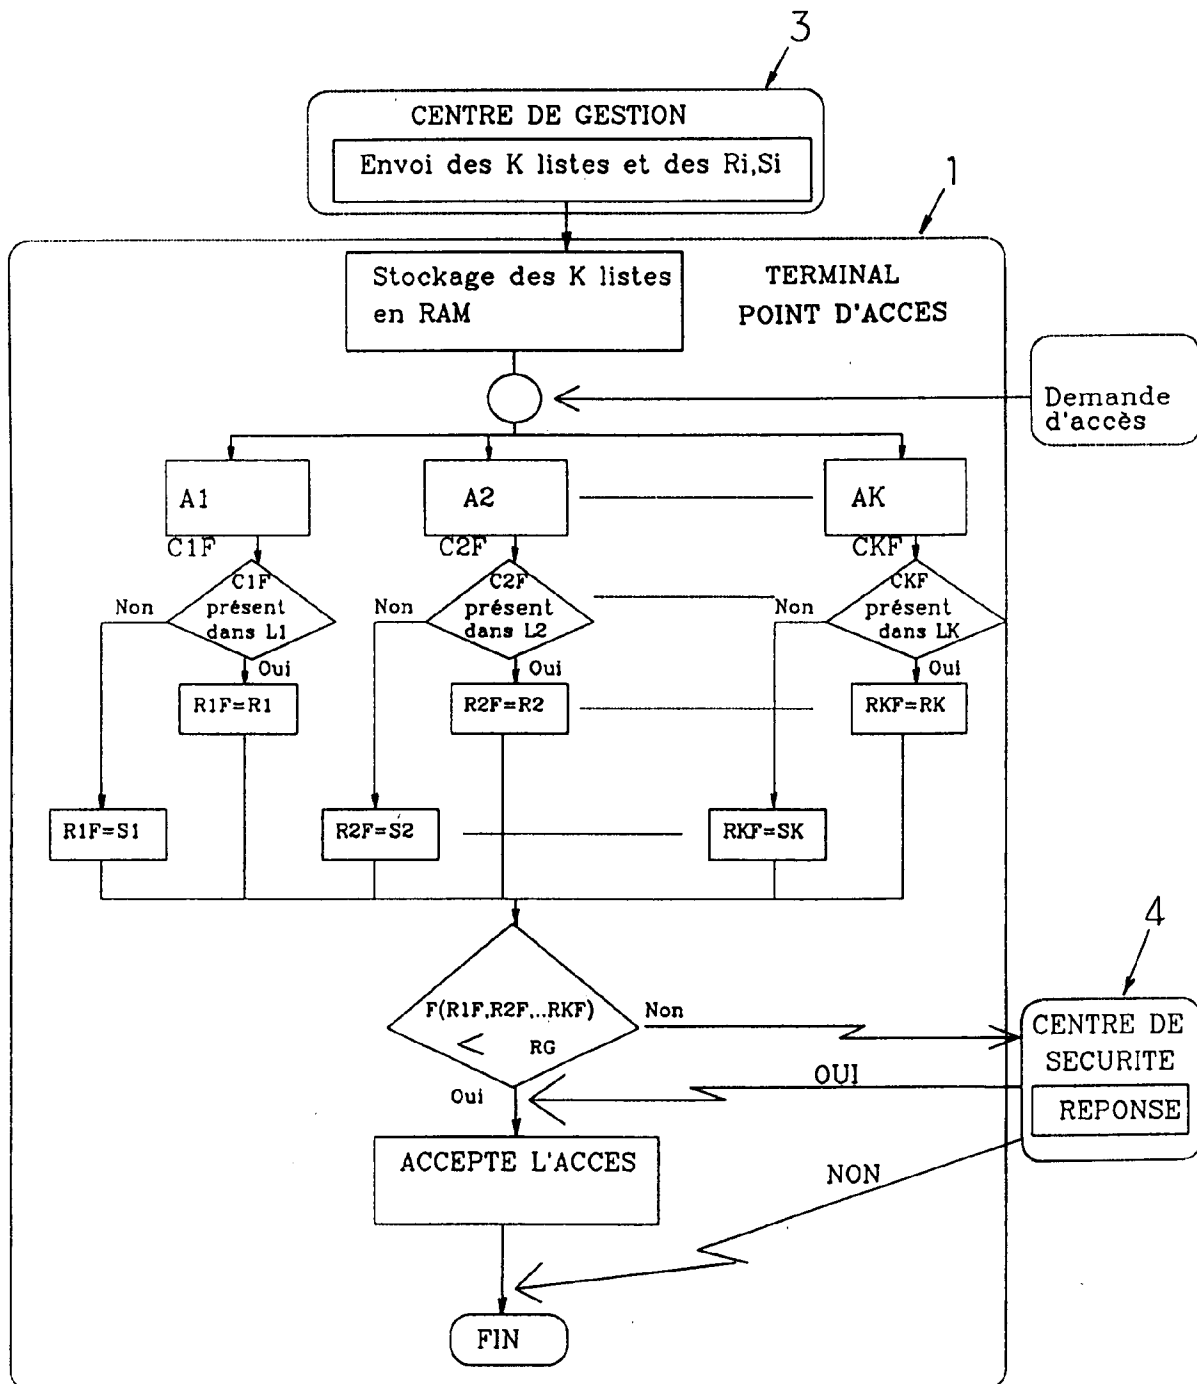 3
CENTRE DE GESTION
Envoi des K listes et des Ri,Si
1
Stockage des K listes
en RAM
TERMINAL
POINT D'ACCES
Demande
d'accès
A1
A2
AK
C1F
C2F
CKF
C1F
présent
dans L1
Non
Oui
C2F
présent
dans L2
Non
Oui
CKF
présent
dans LK
Non
Oui
R1F=R1
R2F=R2
RKF=RK
R1F=S1
R2F=S2
RKF=SK
4
F(R1F,R2F,..RKF)
< RG
Non
Oui
CENTRE DE
SECURITE
REPONSE
OUI
ACCEPTE L'ACCES
NON
FIN